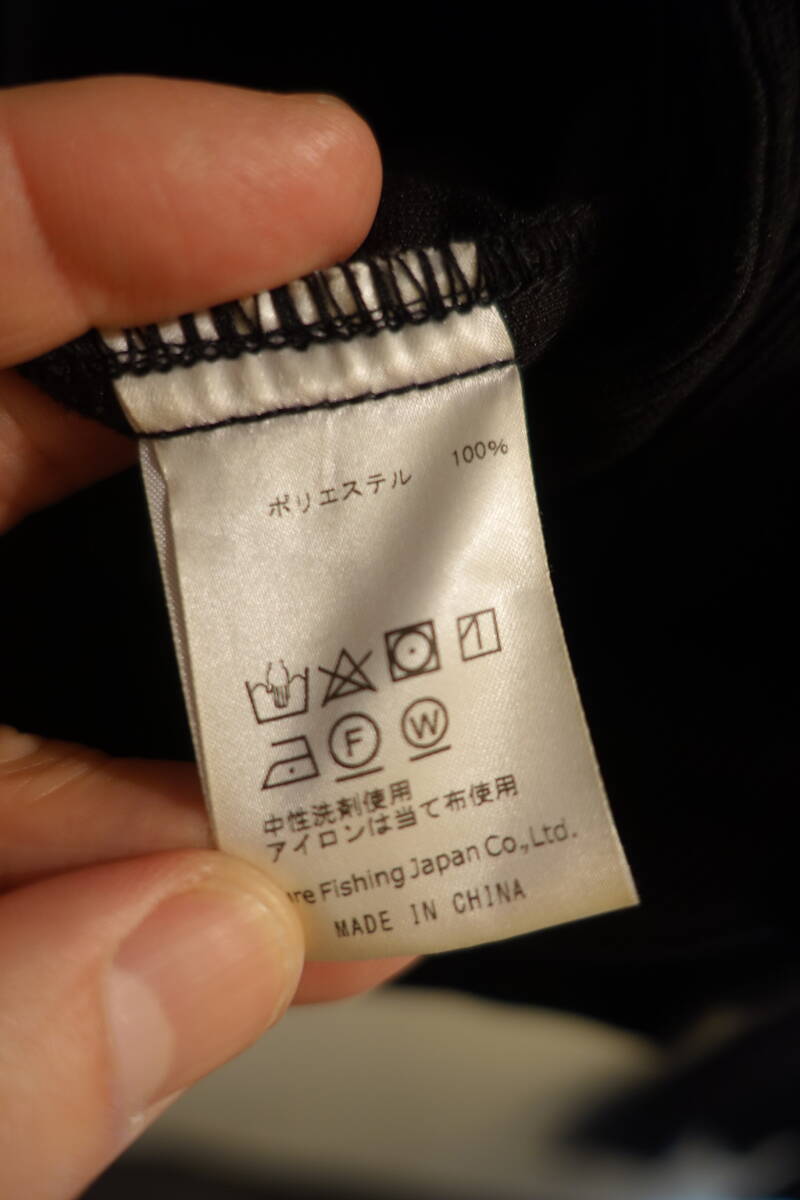 ポリエステル 100%
F W
中性洗剤使用
アイロンは当て布使用
Fishing Japan Co.,Ltd.
MADE IN CHINA